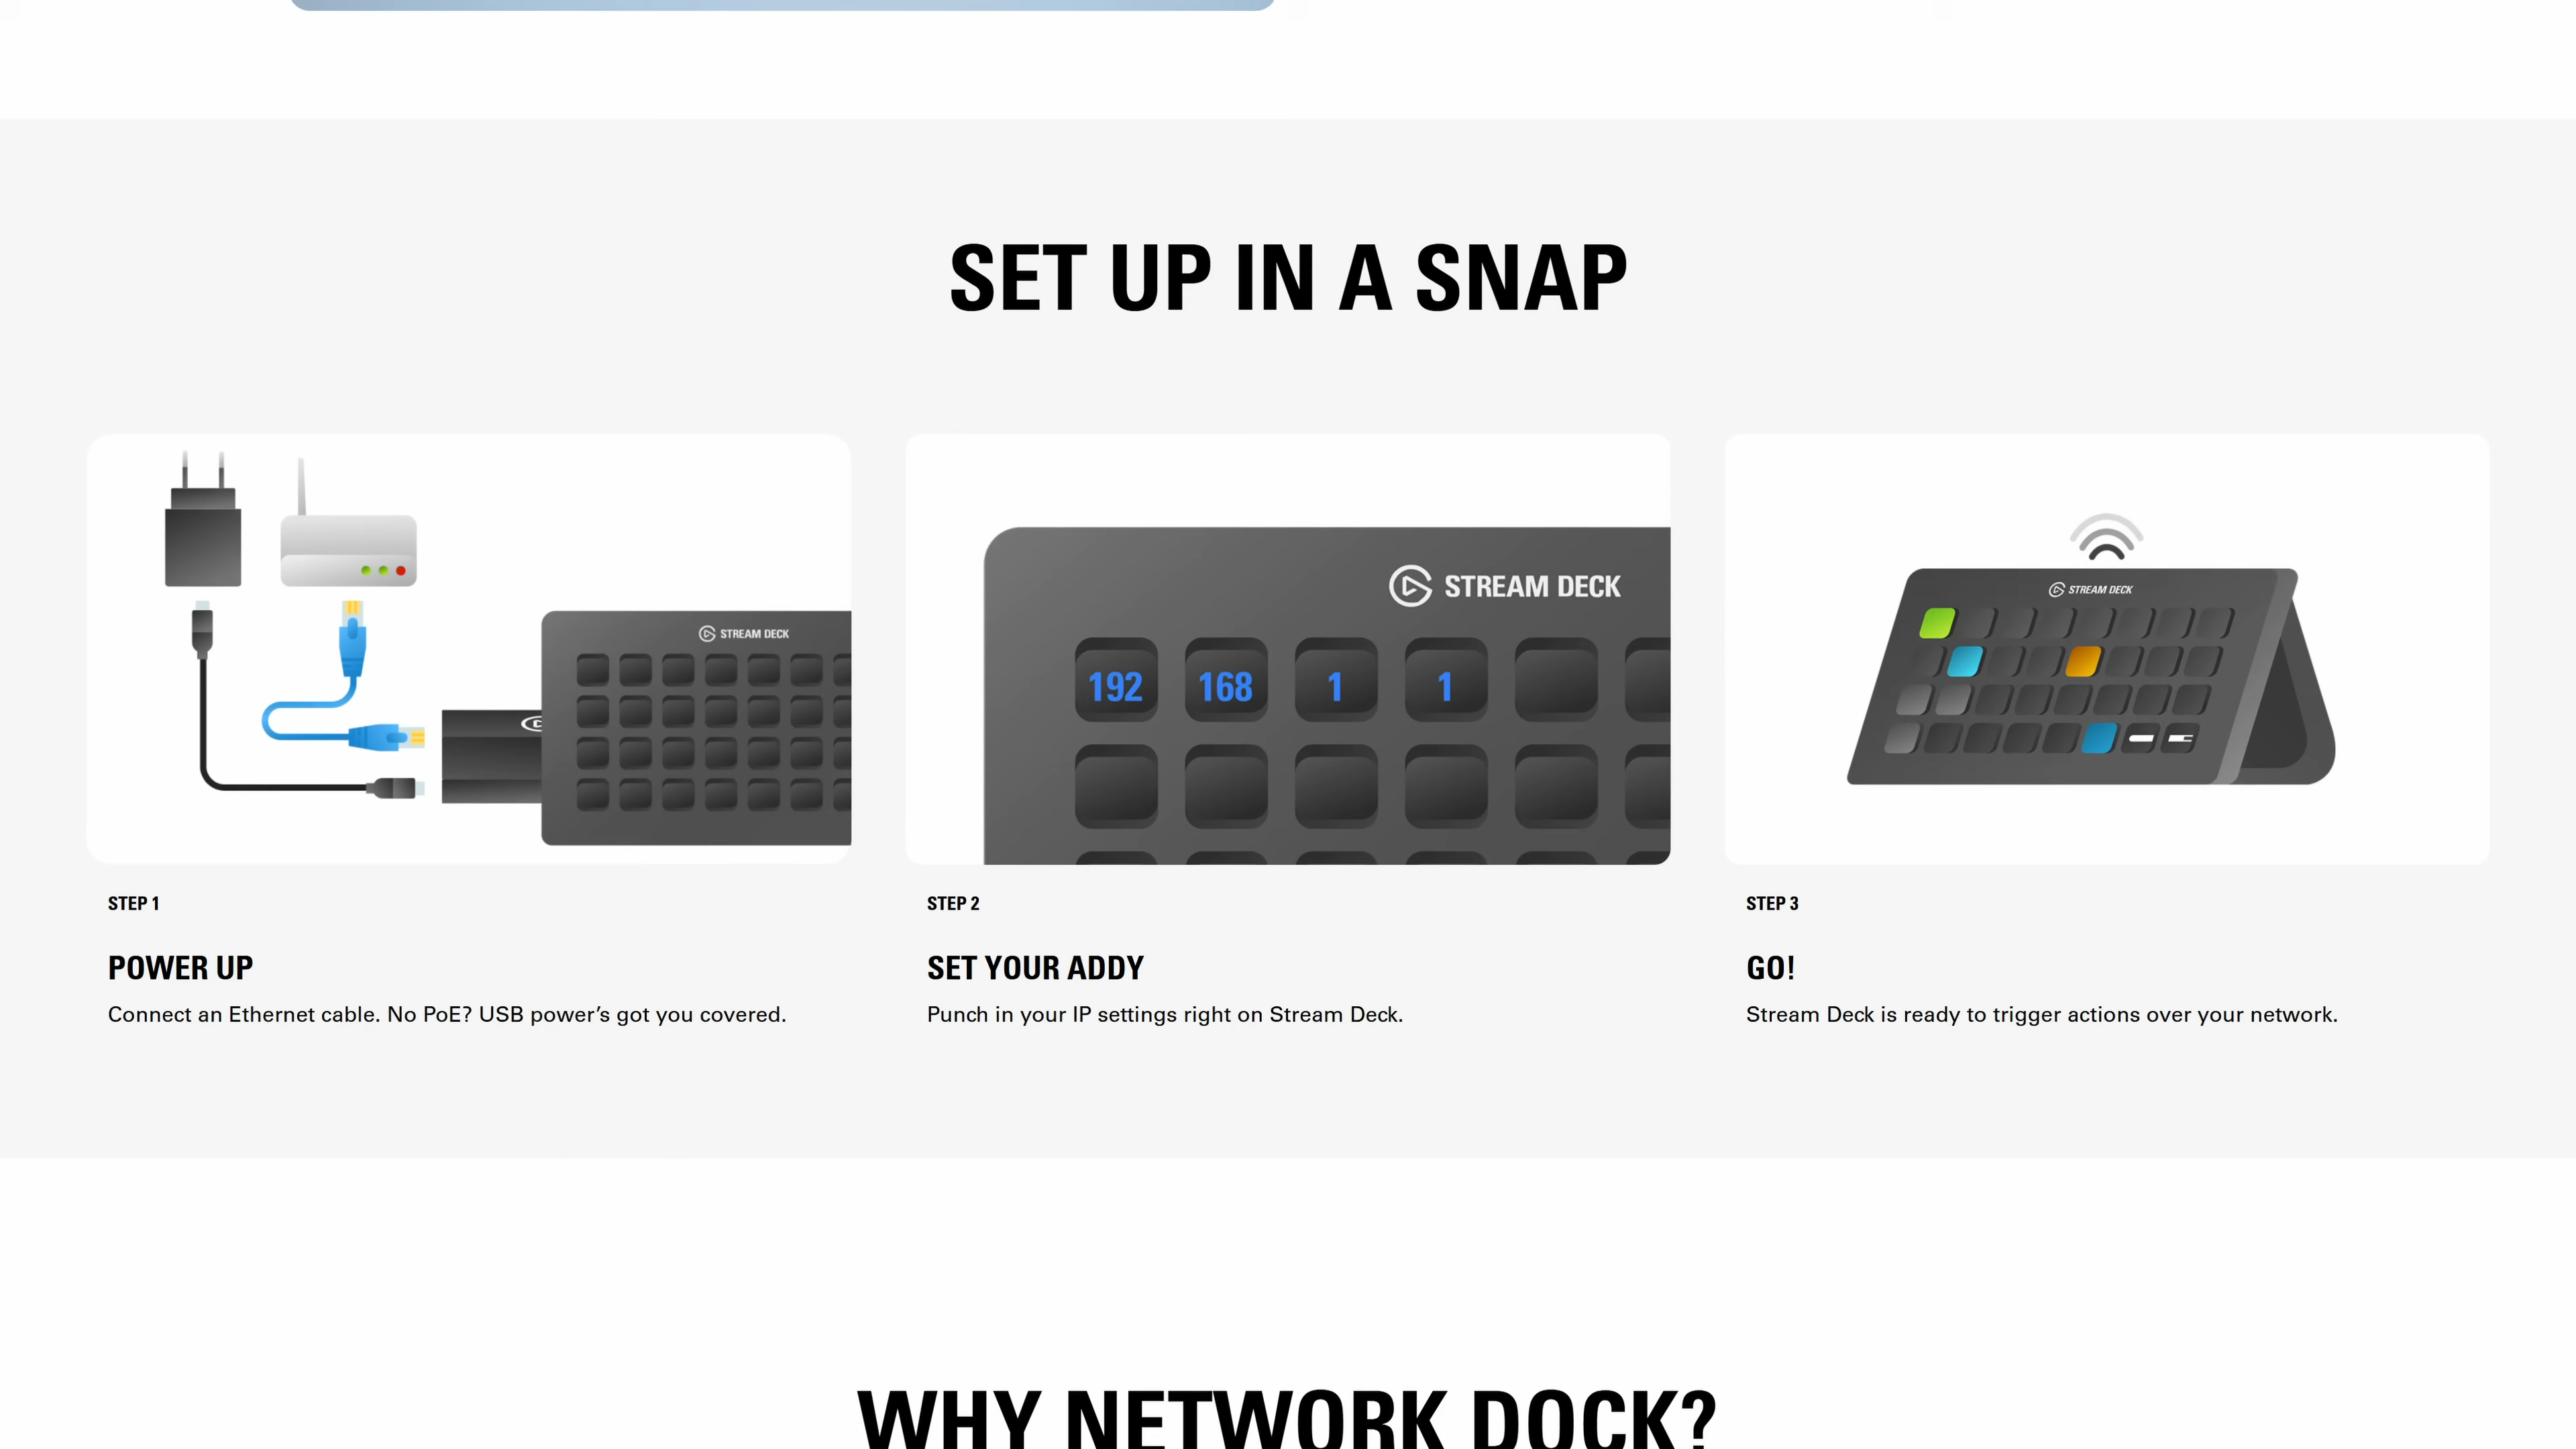 SET UP IN A SNAP
STREAM DECK
STEP 1
POWER UP
Connect an Ethernet cable. No PoE? USB power’s got you covered.
STREAM DECK
192 168 1 1
STEP 2
SET YOUR ADDY
Punch in your IP settings right on Stream Deck.
STREAM DECK
STEP 3
GO!
Stream Deck is ready to trigger actions over your network.
WHY NETWORK DOCK?